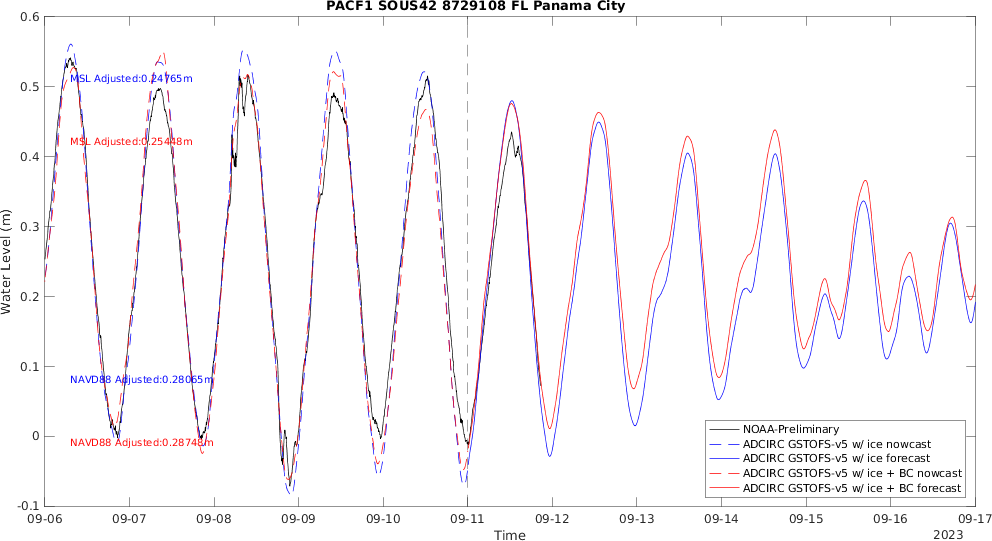 PACF1 SOUS42 8729108 FL Panama City
0.6
0.5
0.4
0.3
0.2
0.1
0
-0.1
Water Level (m)
MSL Adjusted:0.24765m
MSL Adjusted:0.25448m
NAVD88 Adjusted:0.28065m
NAVD88 Adjusted:0.28748m
NOAA-Preliminary
ADCIRC GSTOFS-v5 w/ ice nowcast
ADCIRC GSTOFS-v5 w/ ice forecast
ADCIRC GSTOFS-v5 w/ ice + BC nowcast
ADCIRC GSTOFS-v5 w/ ice + BC forecast
09-06 09-07 09-08 09-09 09-10 09-11 09-12 09-13 09-14 09-15 09-16 09-17
Time
2023